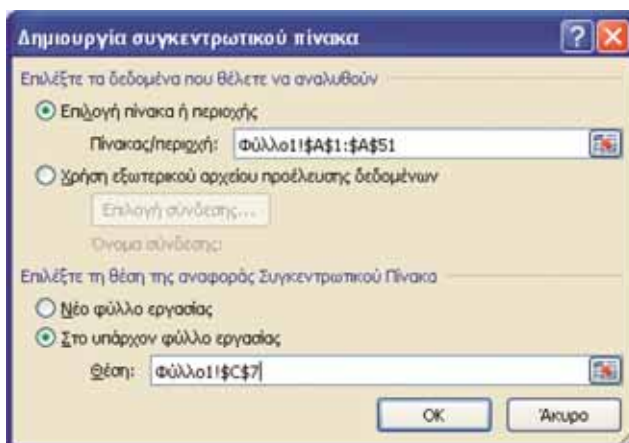 Δημιουργία συγκεντρωτικού πίνακα
Επιλέξτε τα δεδομένα που θέλετε να αναλυθούν
Επιλογή πίνακα ή περιοχής
Πίνακας/περιοχή: Φύλλο1!$A$1:$A$51
Χρήση εξωτερικού αρχείου προέλευσης δεδομένων
Επιλογή σύνδεσης...
Όνομα σύνδεσης:
Επιλέξτε τη θέση της αναφοράς Συγκεντρωτικού Πίνακα
Νέο φύλλο εργασίας
Στο υπάρχον φύλλο εργασίας
Θέση: Φύλλο1!$C$7
OK Άκυρο